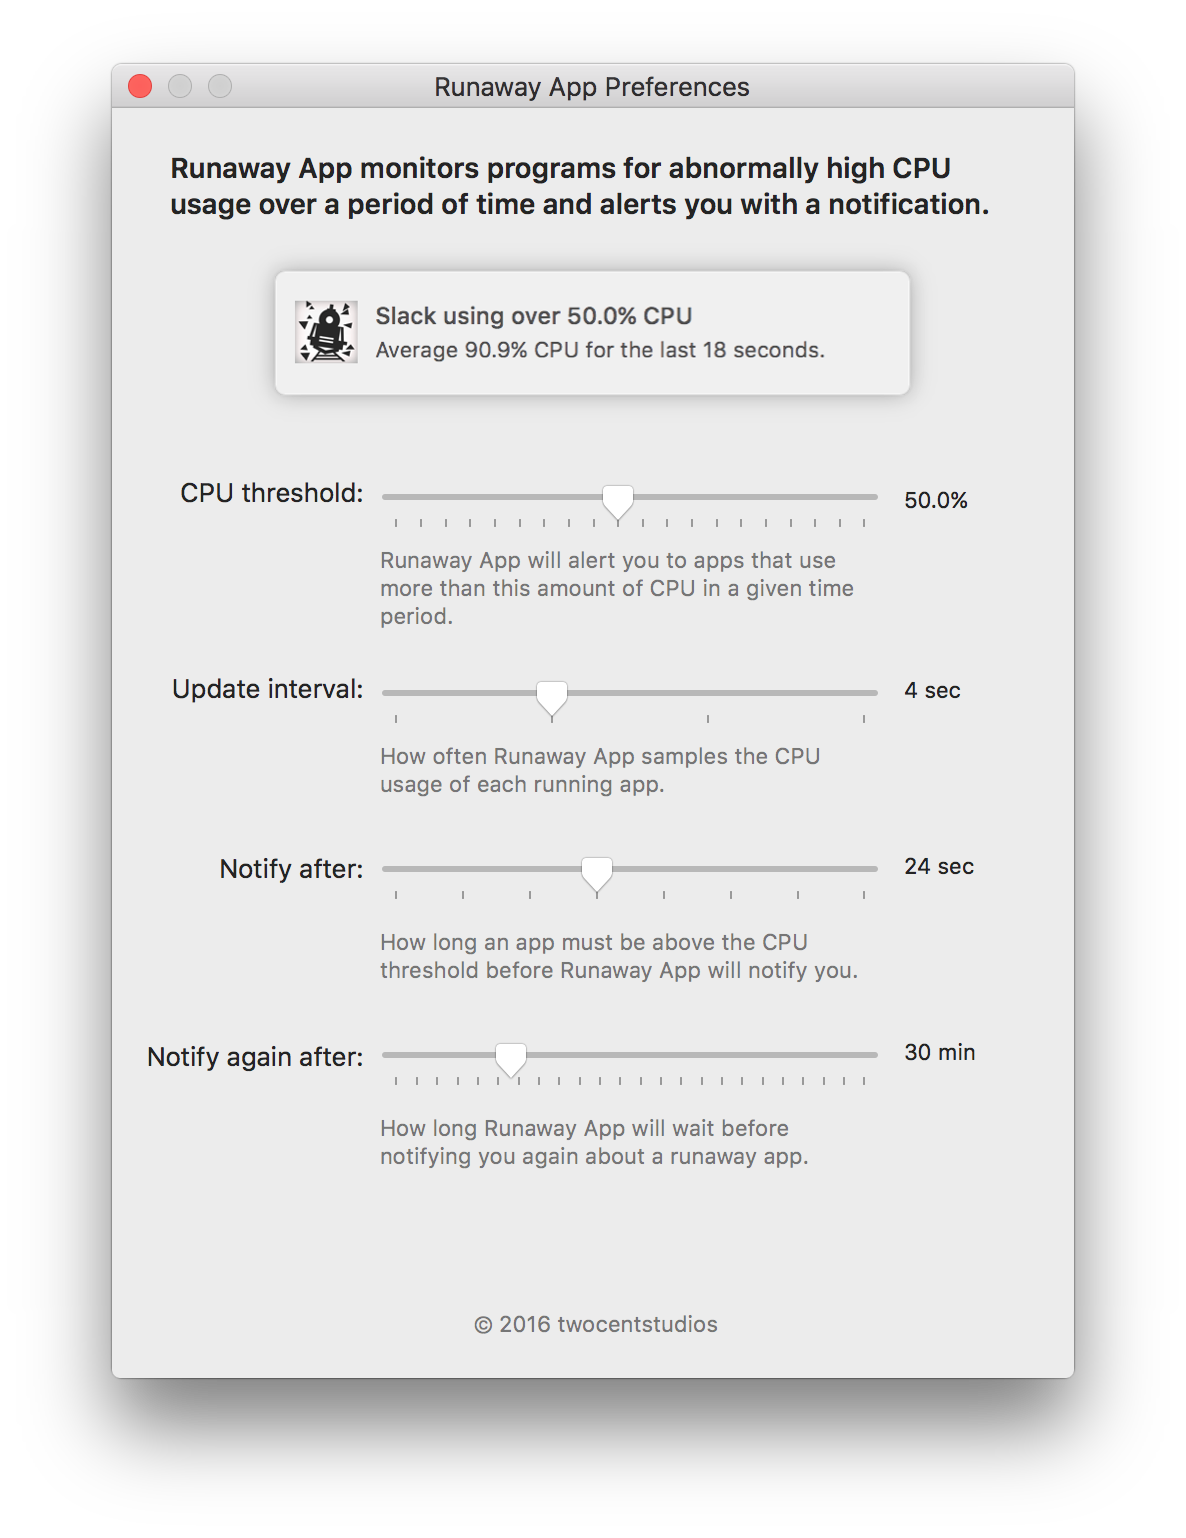 Runaway App Preferences
Runaway App monitors programs for abnormally high CPU
usage over a period of time and alerts you with a notification.
Slack using over 50.0% CPU
Average 90.9% CPU for the last 18 seconds.
CPU threshold:
50.0%
Runaway App will alert you to apps that use
more than this amount of CPU in a given time
period.
Update interval:
4 sec
How often Runaway App samples the CPU
usage of each running app.
Notify after:
24 sec
How long an app must be above the CPU
threshold before Runaway App will notify you.
Notify again after:
30 min
How long Runaway App will wait before
notifying you again about a runaway app.
© 2016 twocentstudios